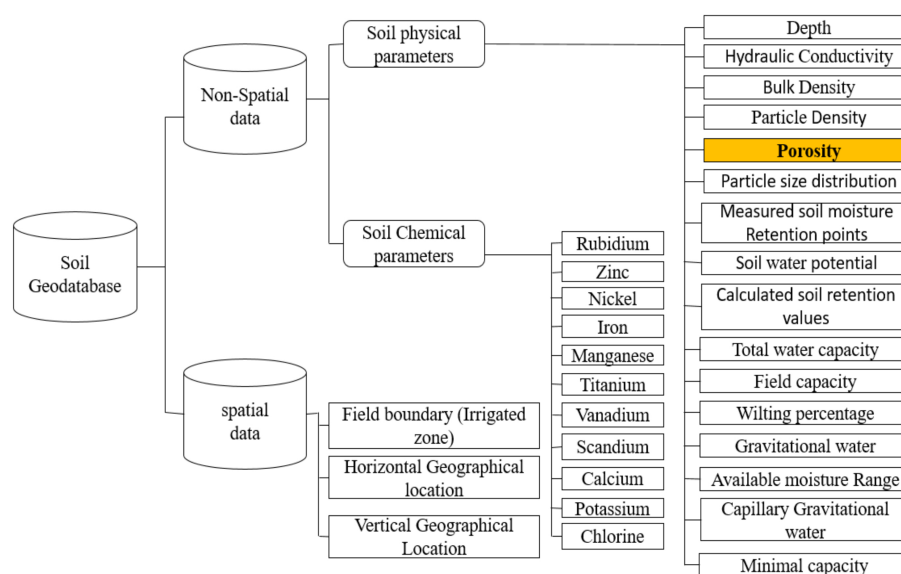 Soil
Geodatabase
Non-Spatial
data
spatial
data
Soil physical
parameters
Soil Chemical
parameters
Field boundary (Irrigated
zone)
Horizontal Geographical
location
Vertical Geographical
Location
Rubidium
Zinc
Nickel
Iron
Manganese
Titanium
Vanadium
Scandium
Calcium
Potassium
Chlorine
Depth
Hydraulic Conductivity
Bulk Density
Particle Density
Porosity
Particle size distribution
Measured soil moisture
Retention points
Soil water potential
Calculated soil retention
values
Total water capacity
Field capacity
Wilting percentage
Gravitational water
Available moisture Range
Capillary Gravitational
water
Minimal capacity